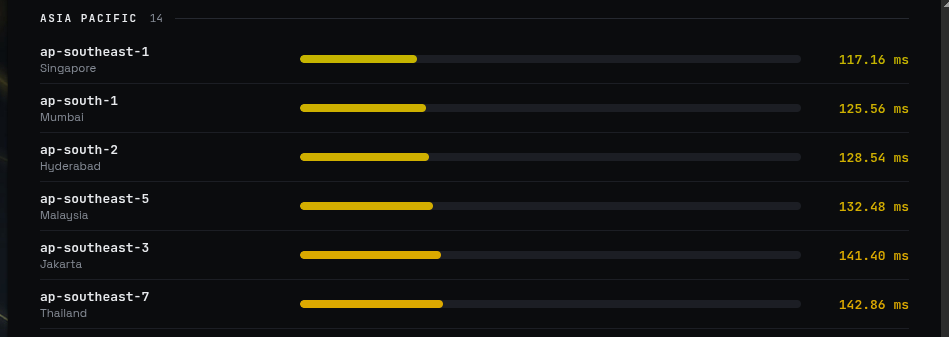 ASIA PACIFIC 14
ap-southeast-1
Singapore
117.16 ms
ap-south-1
Mumbai
125.56 ms
ap-south-2
Hyderabad
128.54 ms
ap-southeast-5
Malaysia
132.48 ms
ap-southeast-3
Jakarta
141.40 ms
ap-southeast-7
Thailand
142.86 ms